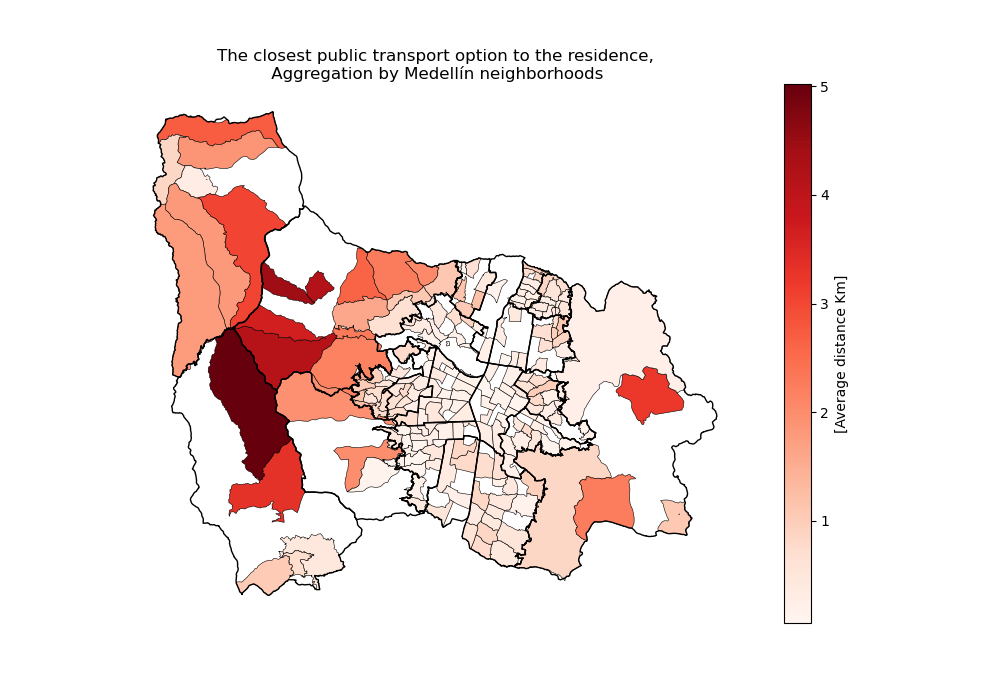 The closest public transport option to the residence,
Aggregation by Medellín neighborhoods
5
4
3
2
1
[Average distance Km]